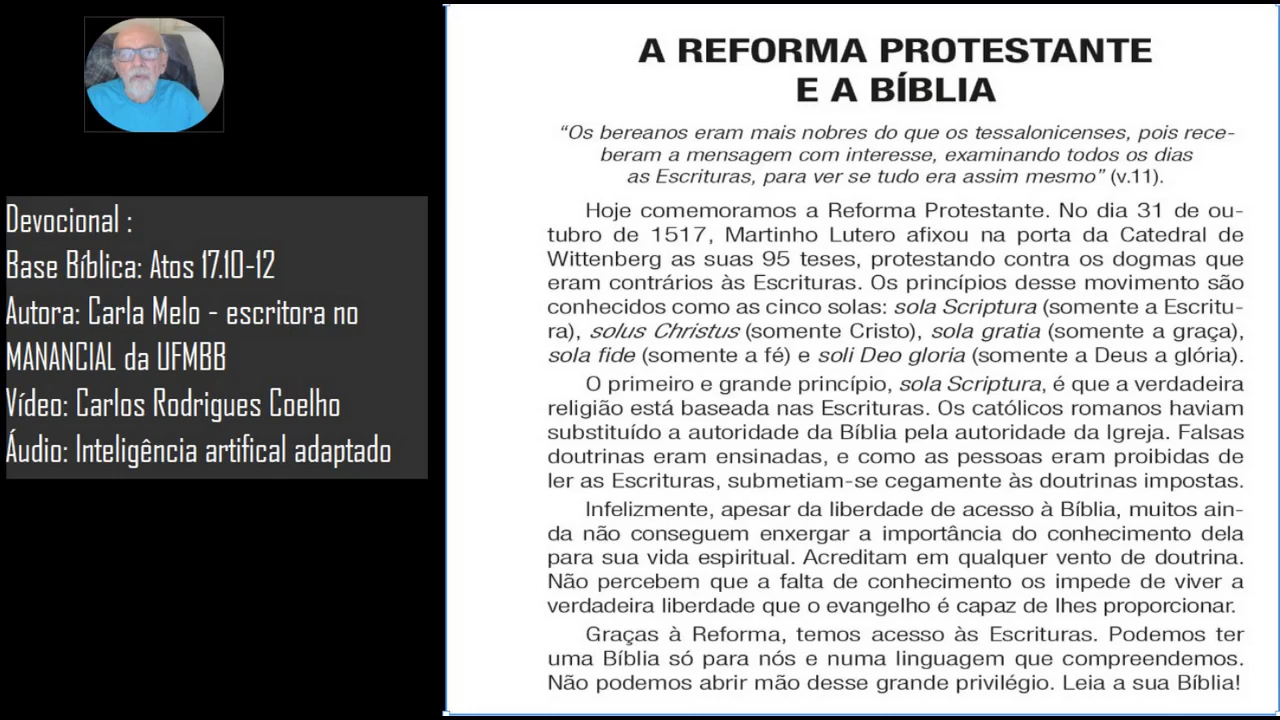 Devocional :
Base Bíblica: Atos 17.10-12
Autora: Carla Melo - escritora no
MANANCIAL da UFMBB
Vídeo: Carlos Rodrigues Coelho
Áudio: Inteligência artifical adaptado
A REFORMA PROTESTANTE
E A BÍBLIA
“Os bereanos eram mais nobres do que os tessalonicenses, pois rece-
beram a mensagem com interesse, examinando todos os dias
as Escrituras, para ver se tudo era assim mesmo” (v.11).
Hoje comemoramos a Reforma Protestante. No dia 31 de ou-
tubro de 1517, Martinho Lutero afixou na porta da Catedral de
Wittenberg as suas 95 teses, protestando contra os dogmas que
eram contrários às Escrituras. Os princípios desse movimento são
conhecidos como as cinco solas: sola Scriptura (somente a Escritu-
ra), solus Christus (somente Cristo), sola gratia (somente a graça),
sola fide (somente a fé) e soli Deo gloria (somente a Deus a glória).
O primeiro e grande princípio, sola Scriptura, é que a verdadeira
religião está baseada nas Escrituras. Os católicos romanos haviam
substituído a autoridade da Bíblia pela autoridade da Igreja. Falsas
doutrinas eram ensinadas, e como as pessoas eram proibidas de
ler as Escrituras, submetiam-se cegamente às doutrinas impostas.
Infelizmente, apesar da liberdade de acesso à Bíblia, muitos ain-
da não conseguem enxergar a importância do conhecimento dela
para sua vida espiritual. Acreditam em qualquer vento de doutrina.
Não percebem que a falta de conhecimento os impede de viver a
verdadeira liberdade que o evangelho é capaz de lhes proporcionar.
Graças à Reforma, temos acesso às Escrituras. Podemos ter
uma Bíblia só para nós e numa linguagem que compreendemos.
Não podemos abrir mão desse grande privilégio. Leia a sua Bíblia!